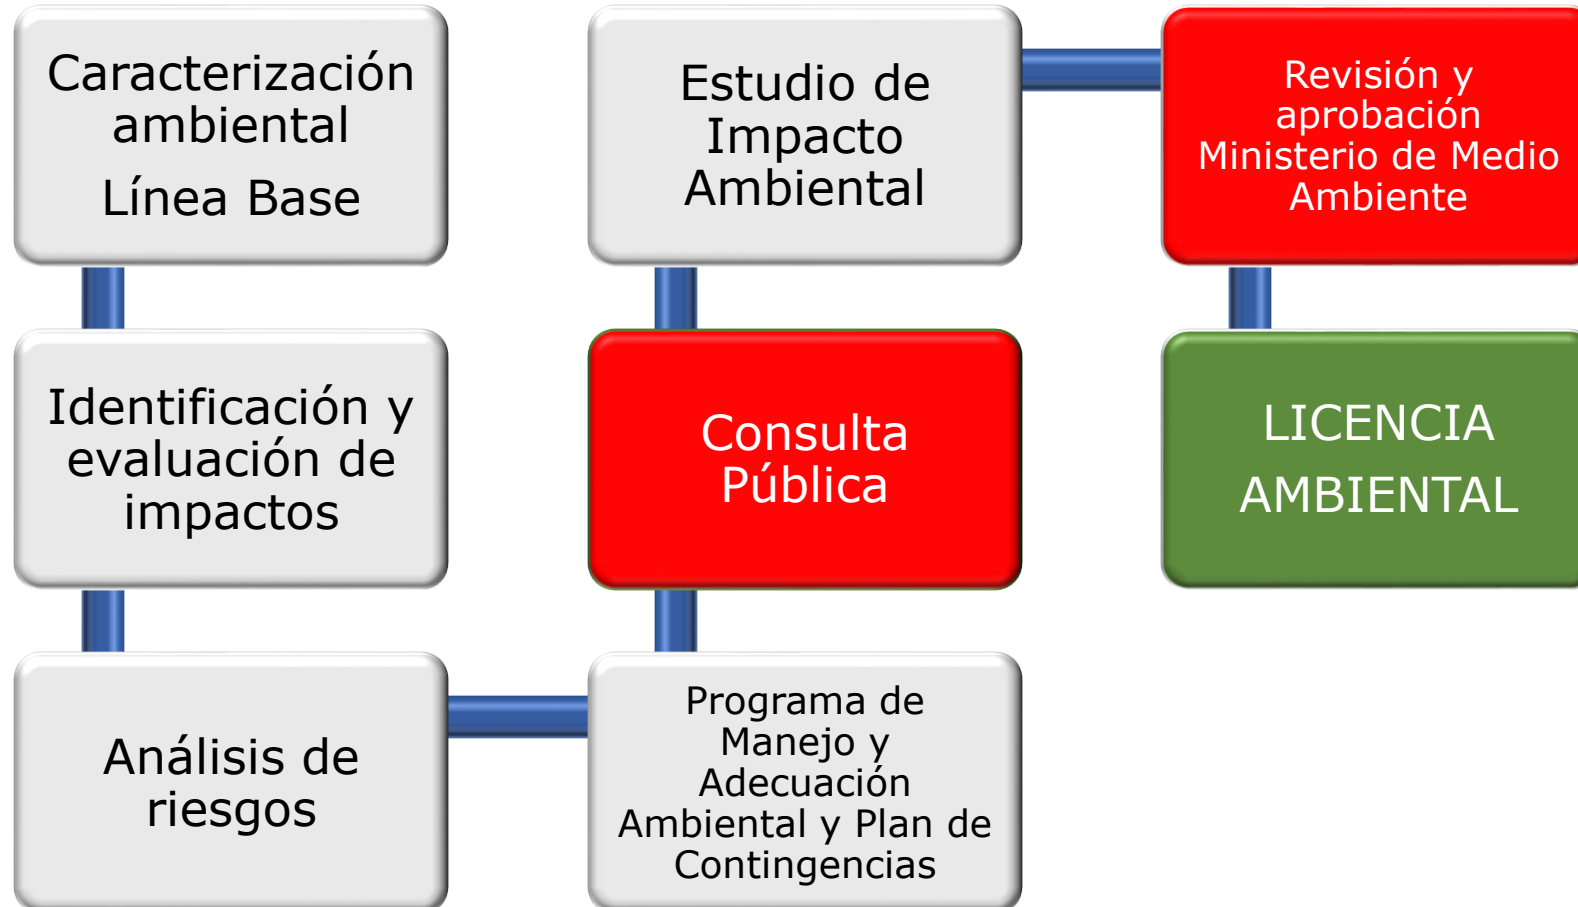 Caracterización
ambiental
Línea Base
Identificación y
evaluación de
impactos
Análisis de
riesgos
Programa de
Manejo y
Adecuación
Ambiental y Plan de
Contingencias
Consulta
Pública
Estudio de
Impacto
Ambiental
Revisión y
aprobación
Ministerio de Medio
Ambiente
LICENCIA
AMBIENTAL